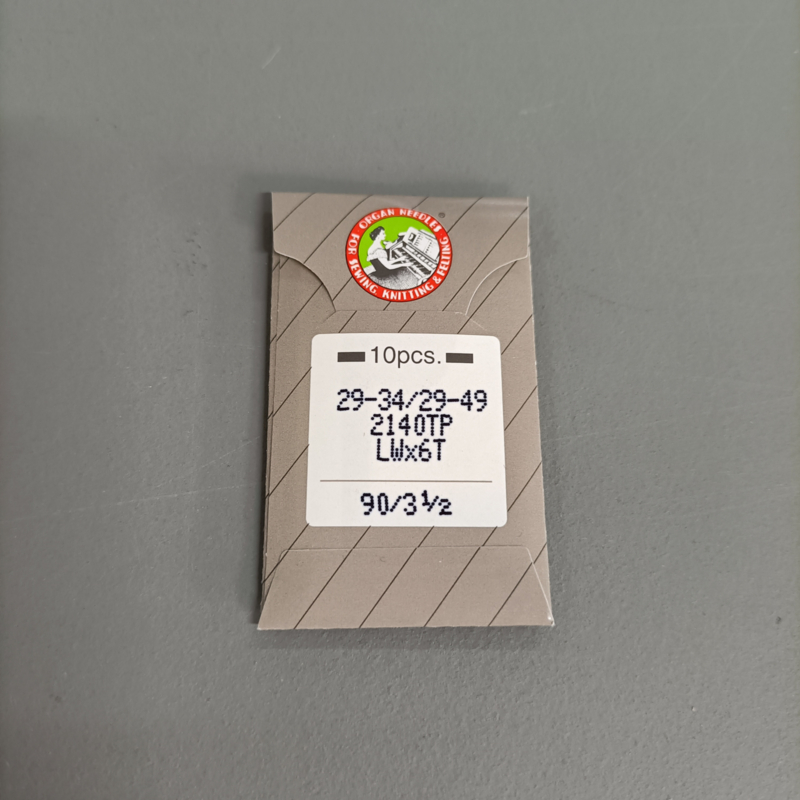 ORGAN NEEDLES
FOR SEWING KNITTING & FELTING
10pcs.
29-34/29-49
2140TP
LWx6T
90/3½